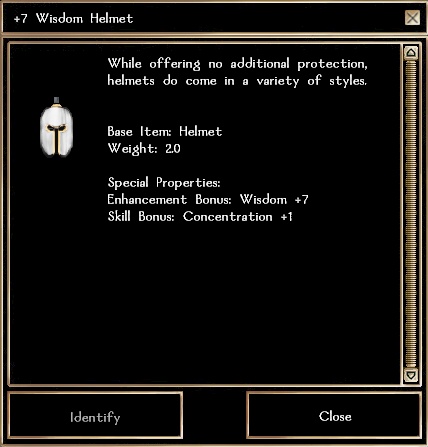 +7 Wisdom Helmet
While offering no additional protection,
helmets do come in a variety of styles.
Base Item: Helmet
Weight: 2.0
Special Properties:
Enhancement Bonus: Wisdom +7
Skill Bonus: Concentration +1
Identify
Close